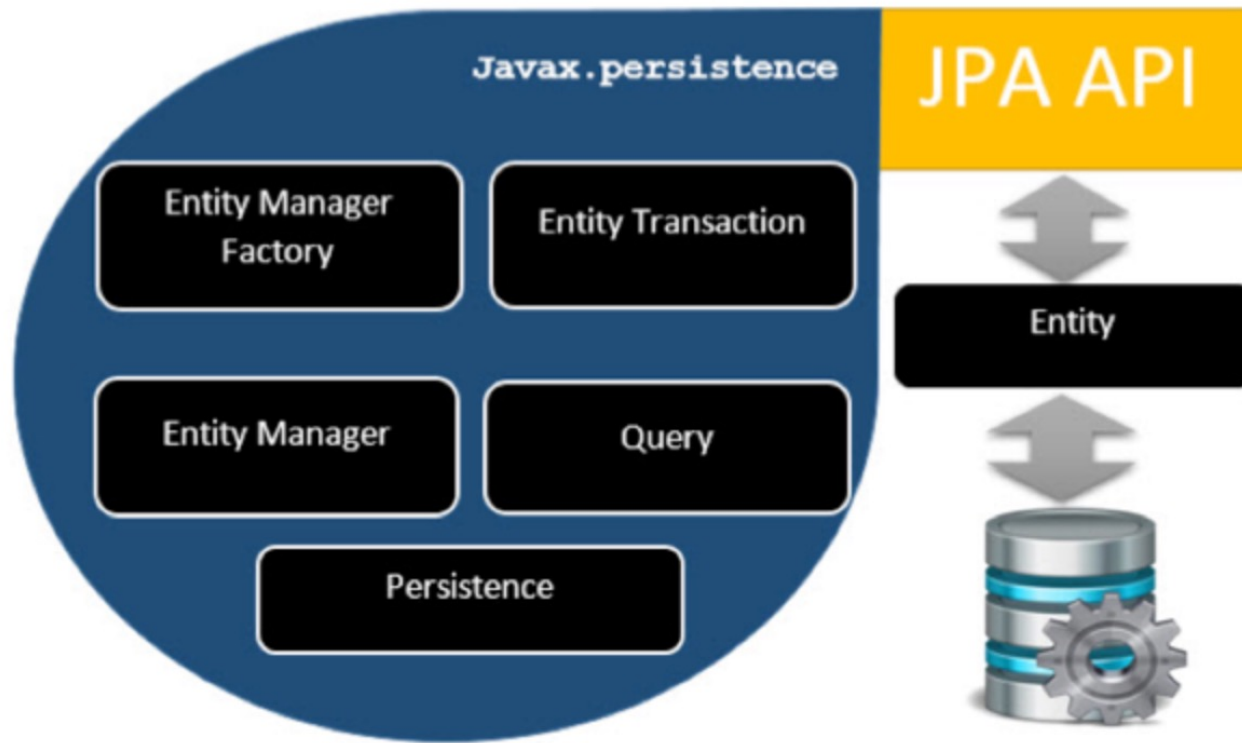 Javax.persistence
JPA API
Entity Manager
Factory
Entity Transaction
Entity
Entity Manager
Query
Persistence